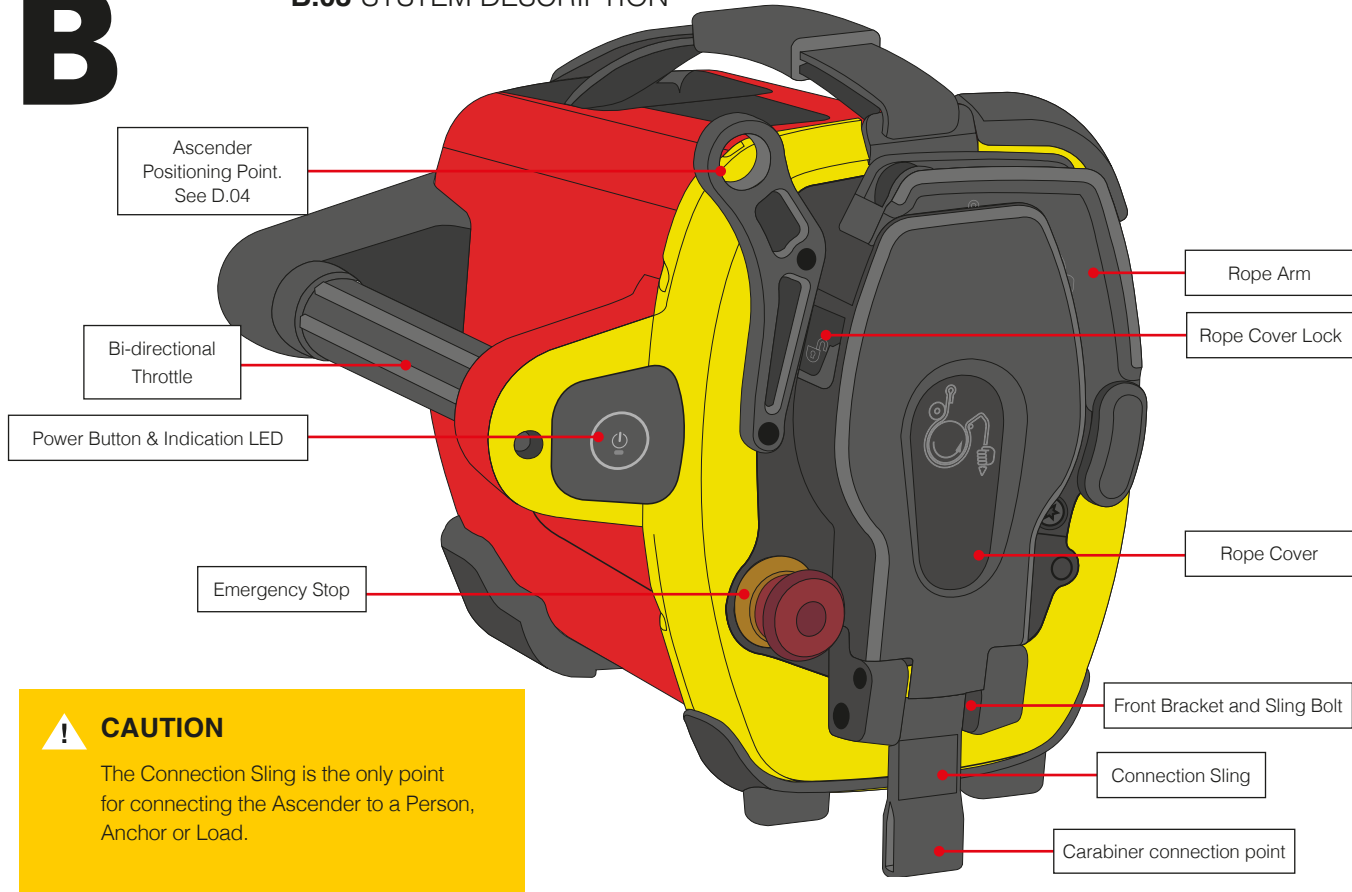 B
Ascender
Positioning Point.
See D.04
Bi-directional
Throttle
Power Button & Indication LED
Emergency Stop
Rope Arm
Rope Cover Lock
Rope Cover
Front Bracket and Sling Bolt
Connection Sling
Carabiner connection point
! CAUTION
The Connection Sling is the only point
for connecting the Ascender to a Person,
Anchor or Load.